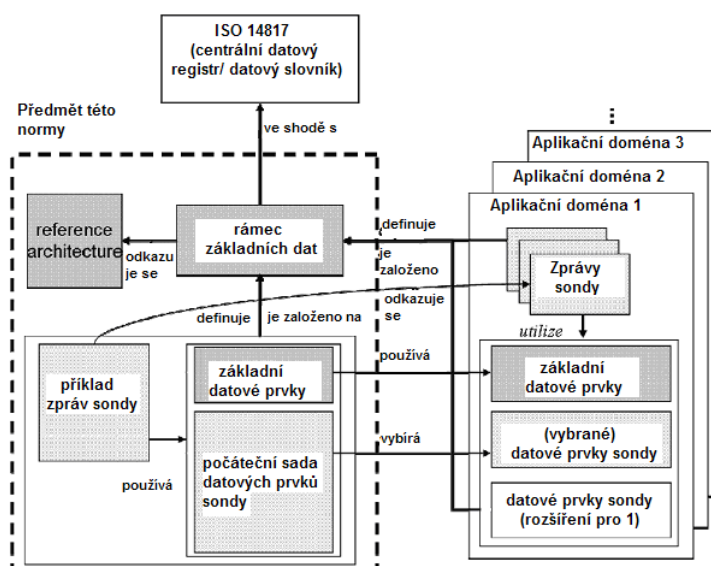 ISO 14817
(centrální datový
registr/ datový slovník)
Předmět této
normy
ve shodě s
⋮
Aplikační doména 3
Aplikační doména 2
Aplikační doména 1
reference
architecture
odkazu
je se
rámec
základních dat
definuje
je
založeno
Zprávy
sondy
odkazuje
se
definuje
je založeno na
utilize
příklad
zpráv sondy
základní
datové prvky
používá
základní
datové prvky
používá
počáteční sada
datových prvků
sondy
vybírá
(vybrané)
datové prvky sondy
datové prvky sondy
(rozšíření pro 1)